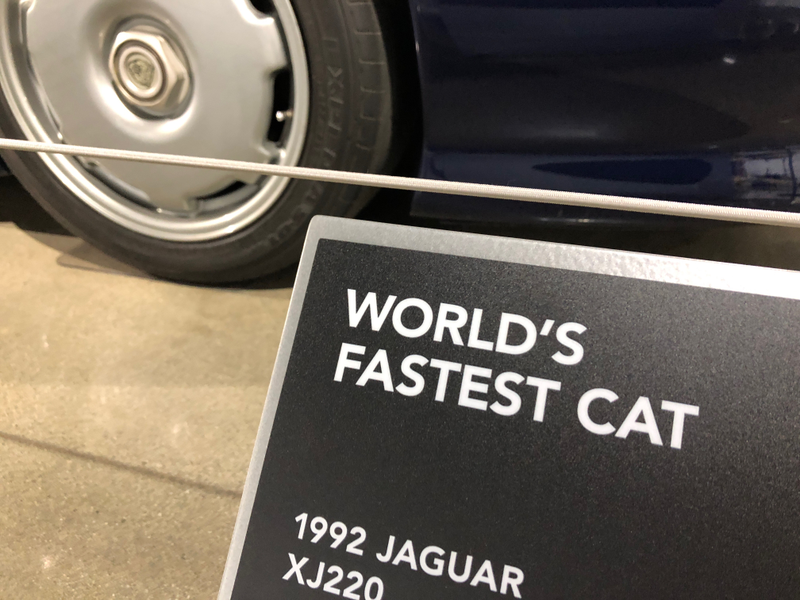 WORLD'S
FASTEST CAT
1992 JAGUAR
XJ220